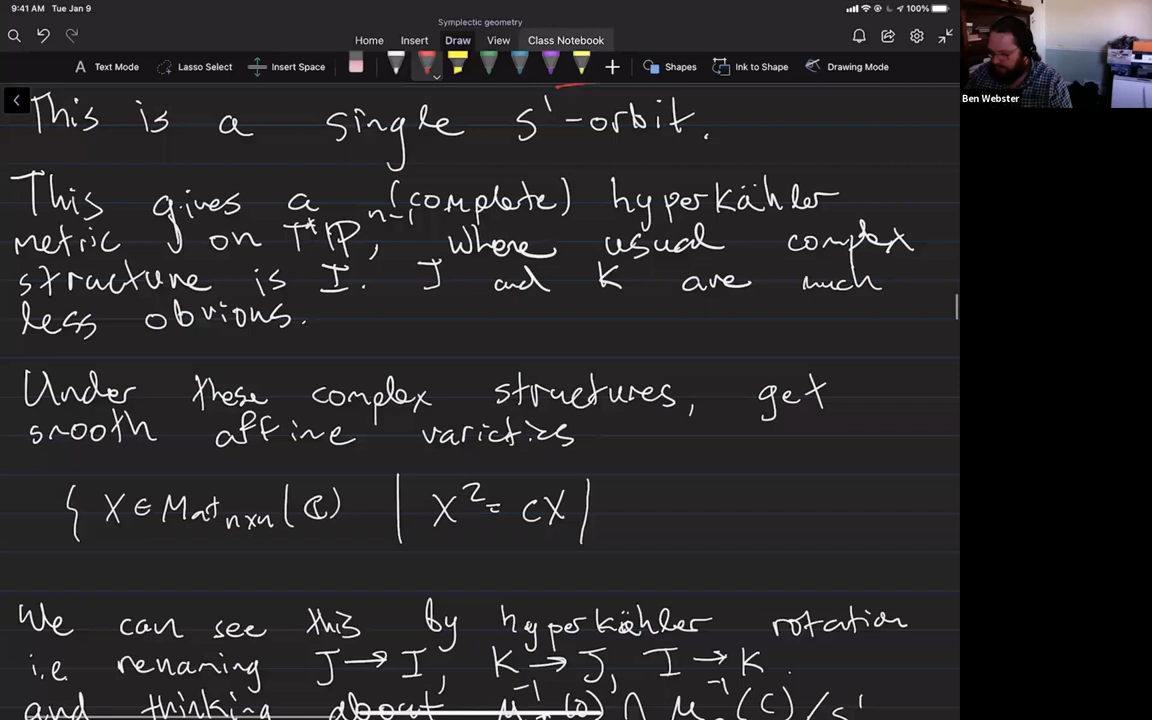 9:41 AM Tue Jan 9
100%
Symplectic geometry
Home Insert Draw View Class Notebook
Text Mode Lasso Select Insert Space Shapes Ink to Shape Drawing Mode
Ben Webster
This is a single S¹-orbit.
This gives a (complete) hyperkähler
metric on T*ℙⁿ⁻¹, where usual complex
structure is I. J and K are much
less obvious.
Under these complex structures, get
smooth affine varieties
{ X ∈ Matₙₓₙ(ℂ) | X² = cX |
We can see this by hyperkähler rotation
i.e. renaming J → I, K → J, I → K.
and thinking about